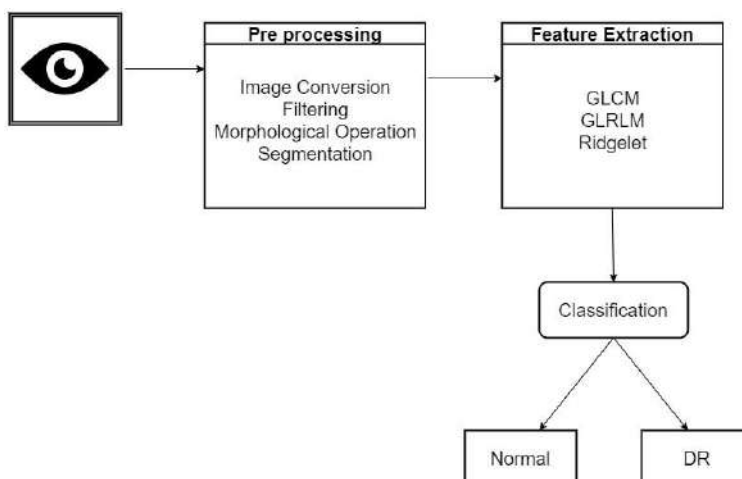 Pre processing
Image Conversion
Filtering
Morphological Operation
Segmentation
Feature Extraction
GLCM
GLRLM
Ridgelet
Classification
Normal
DR